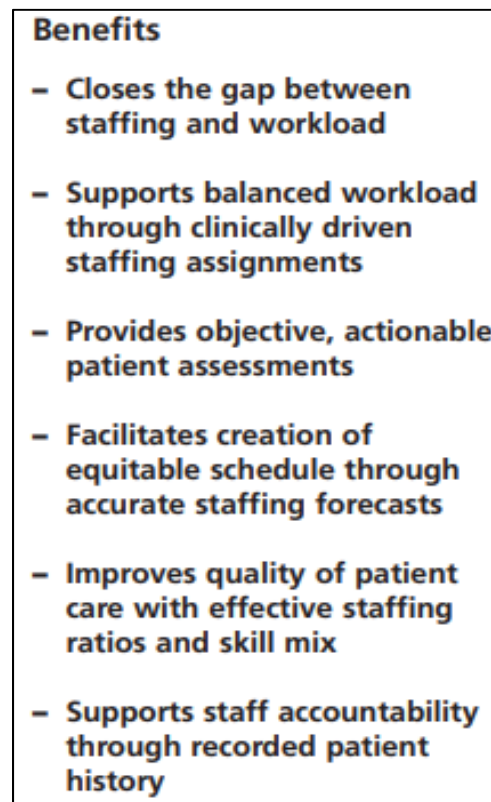 Benefits
– Closes the gap between
staffing and workload
– Supports balanced workload
through clinically driven
staffing assignments
– Provides objective, actionable
patient assessments
– Facilitates creation of
equitable schedule through
accurate staffing forecasts
– Improves quality of patient
care with effective staffing
ratios and skill mix
– Supports staff accountability
through recorded patient
history